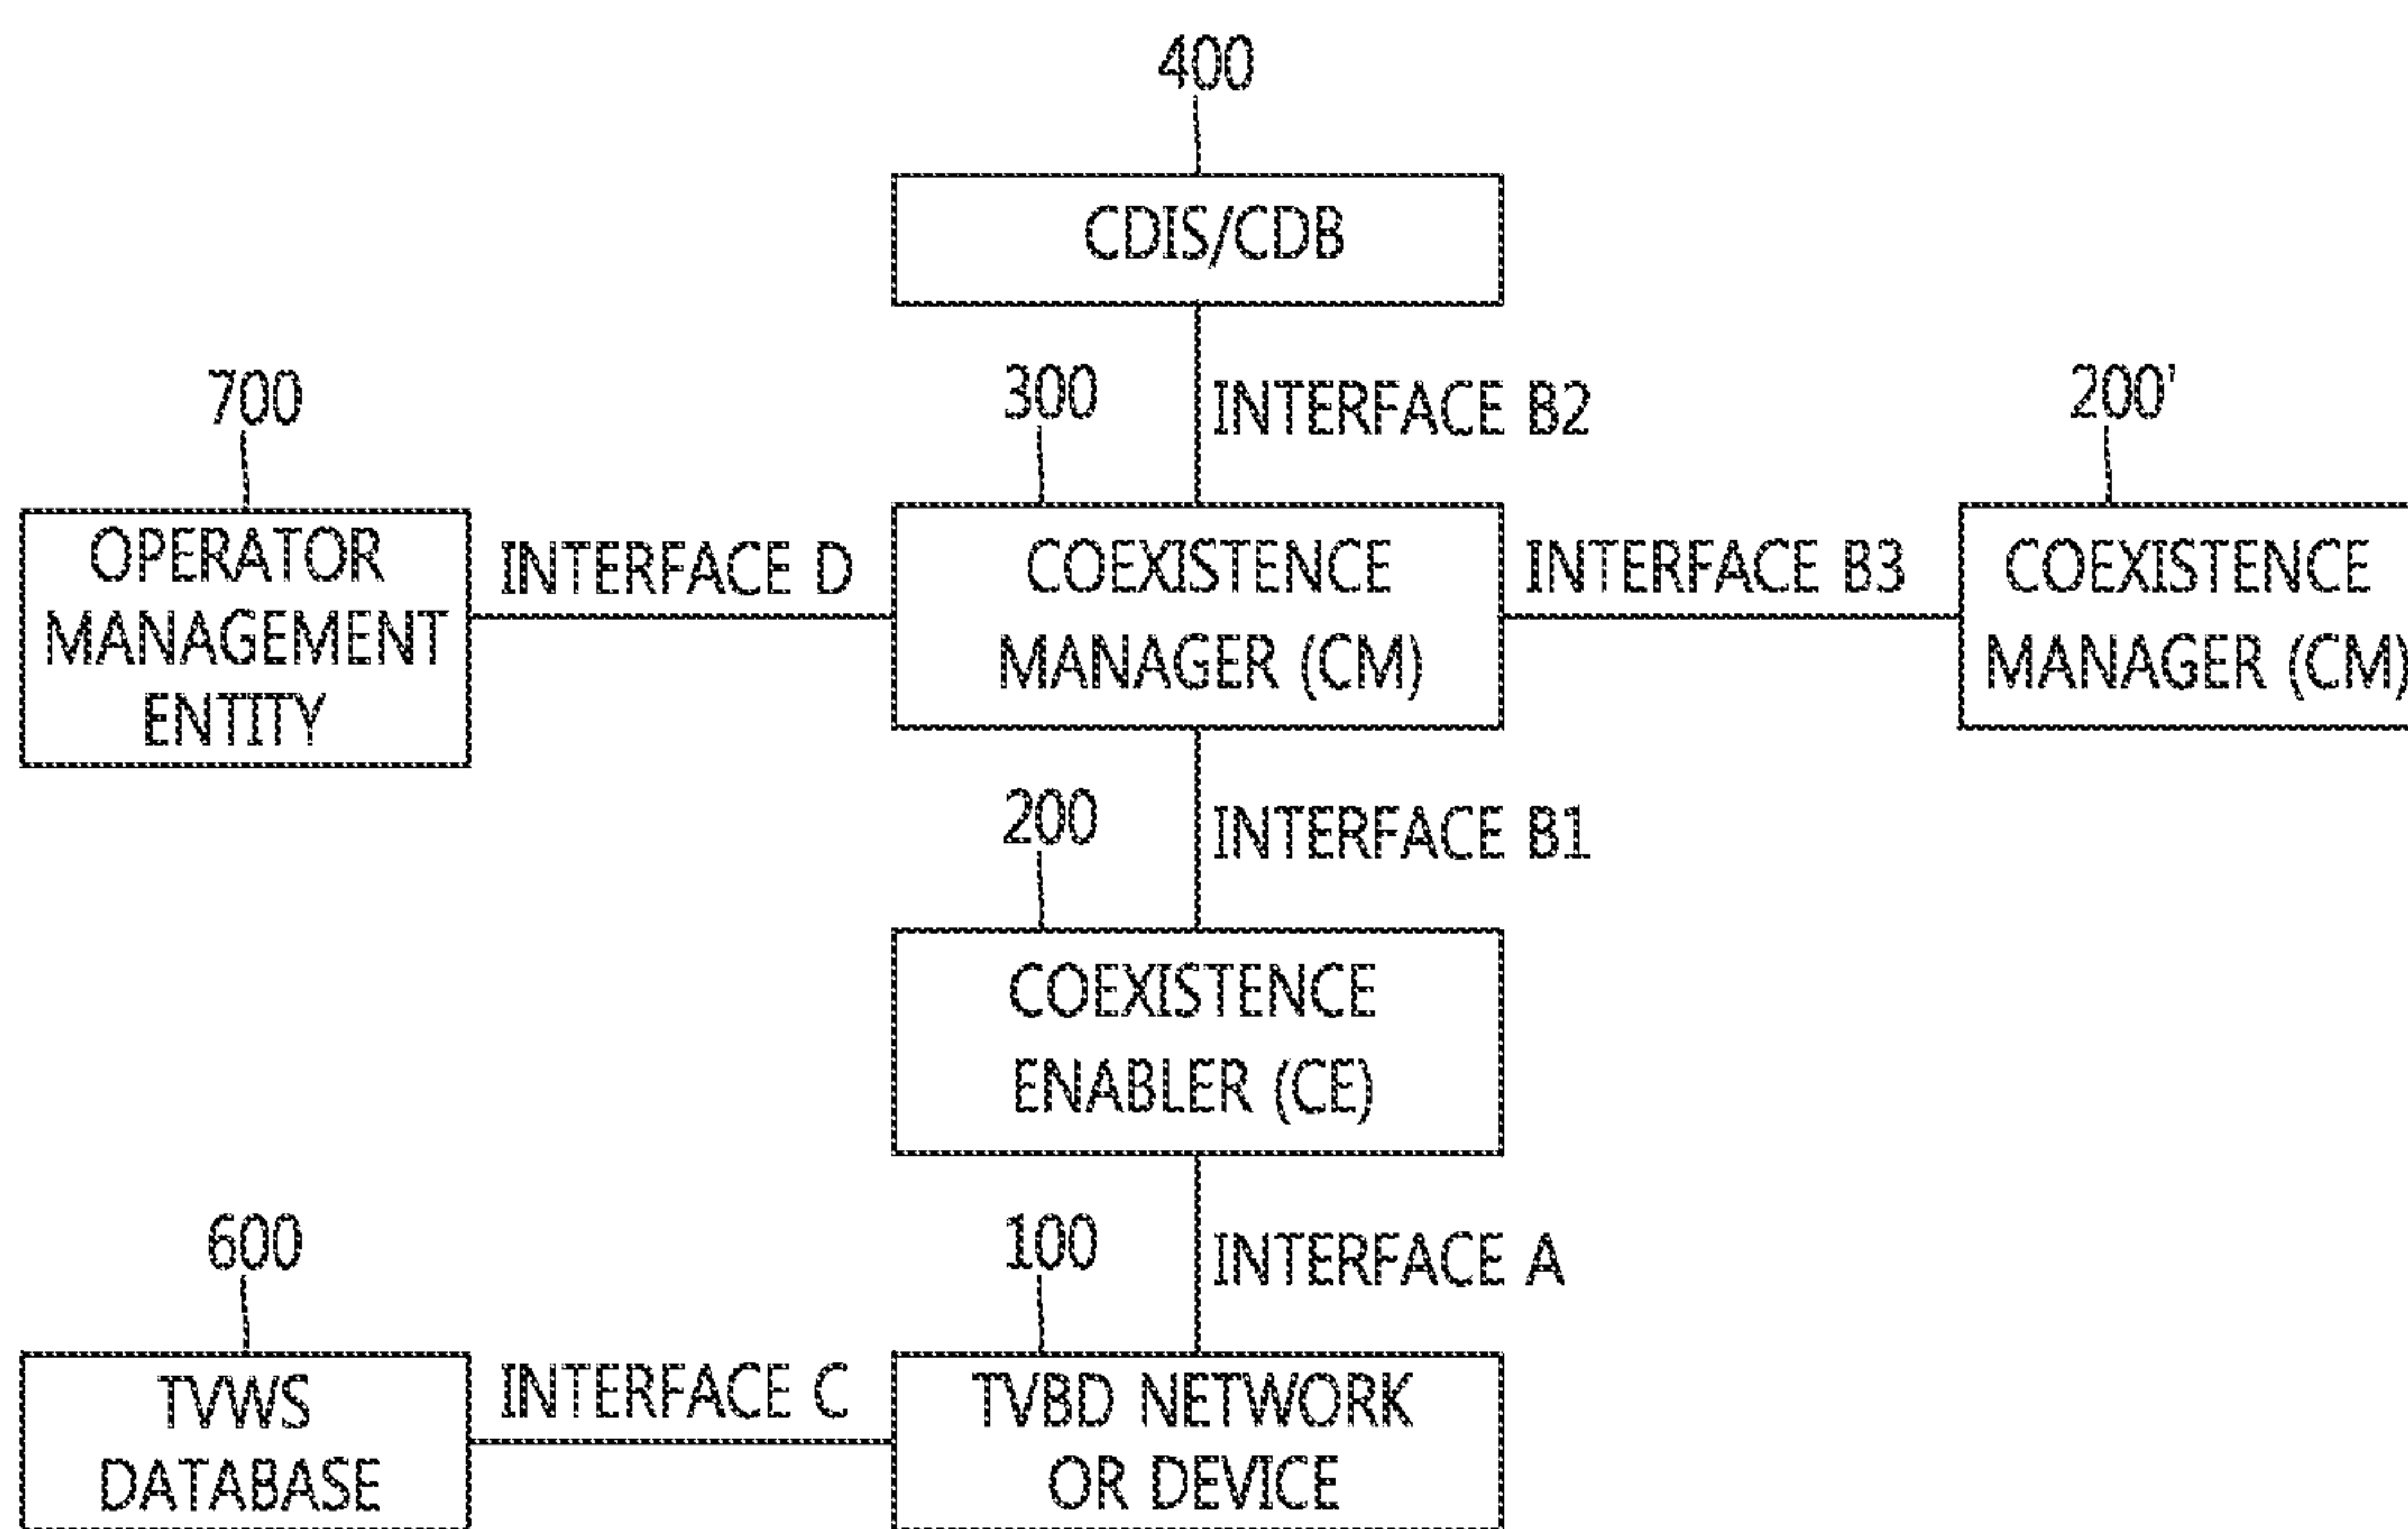 400
CDIS/CDB
700
300
INTERFACE B2
200'
OPERATOR
MANAGEMENT
ENTITY
INTERFACE D
COEXISTENCE
MANAGER (CM)
INTERFACE B3
COEXISTENCE
MANAGER (CM)
200
INTERFACE B1
COEXISTENCE
ENABLER (CE)
600
100
INTERFACE A
TVWS
DATABASE
INTERFACE C
TVBD NETWORK
OR DEVICE